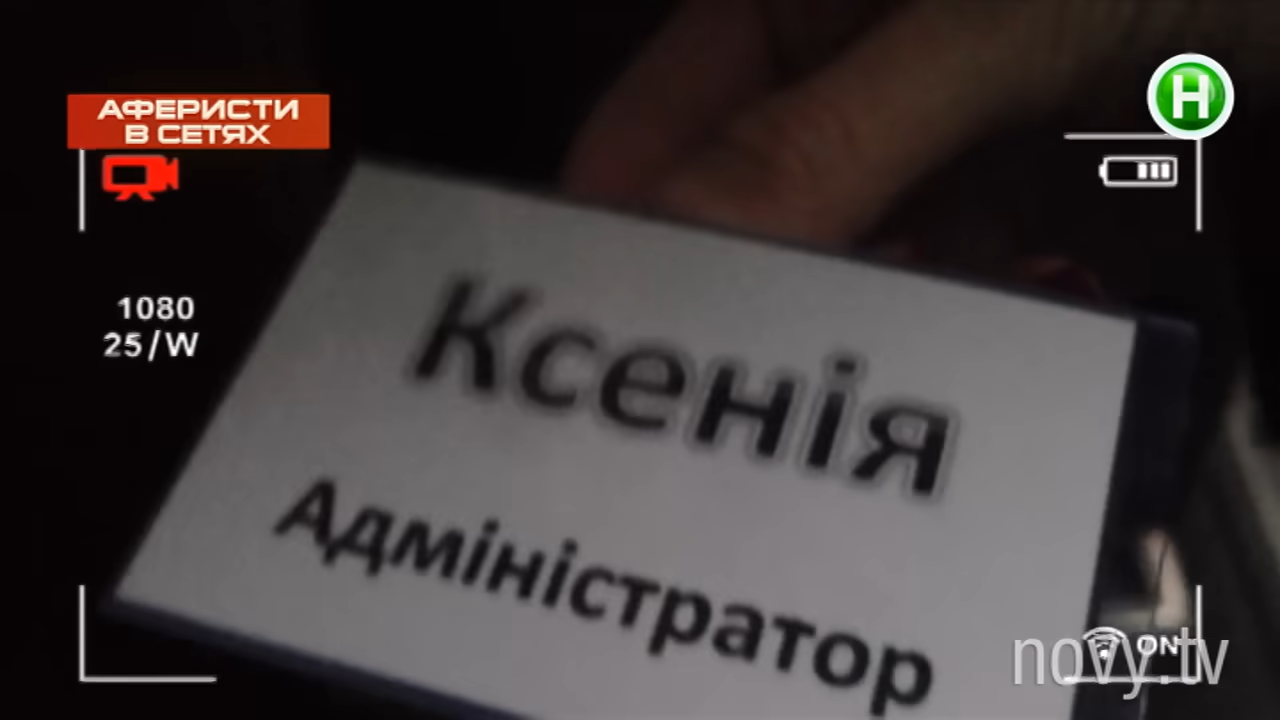 АФЕРИСТИ
В СЕТЯХ
Н
1080
25/W
Ксенія
Адміністратор
ON
novy.tv